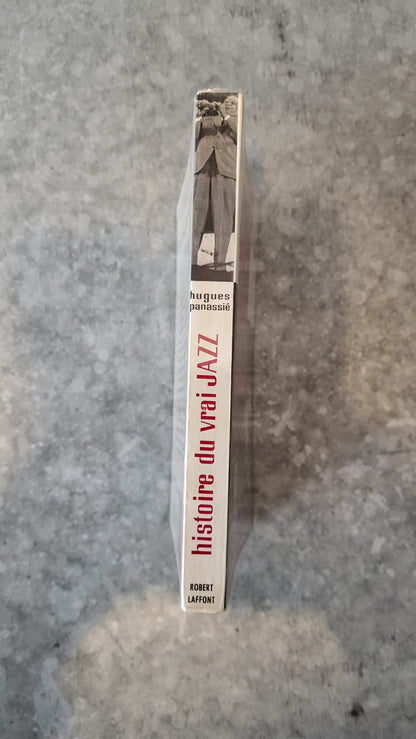 hugues
panassié
histoire du vrai JAZZ
ROBERT
LAFFONT